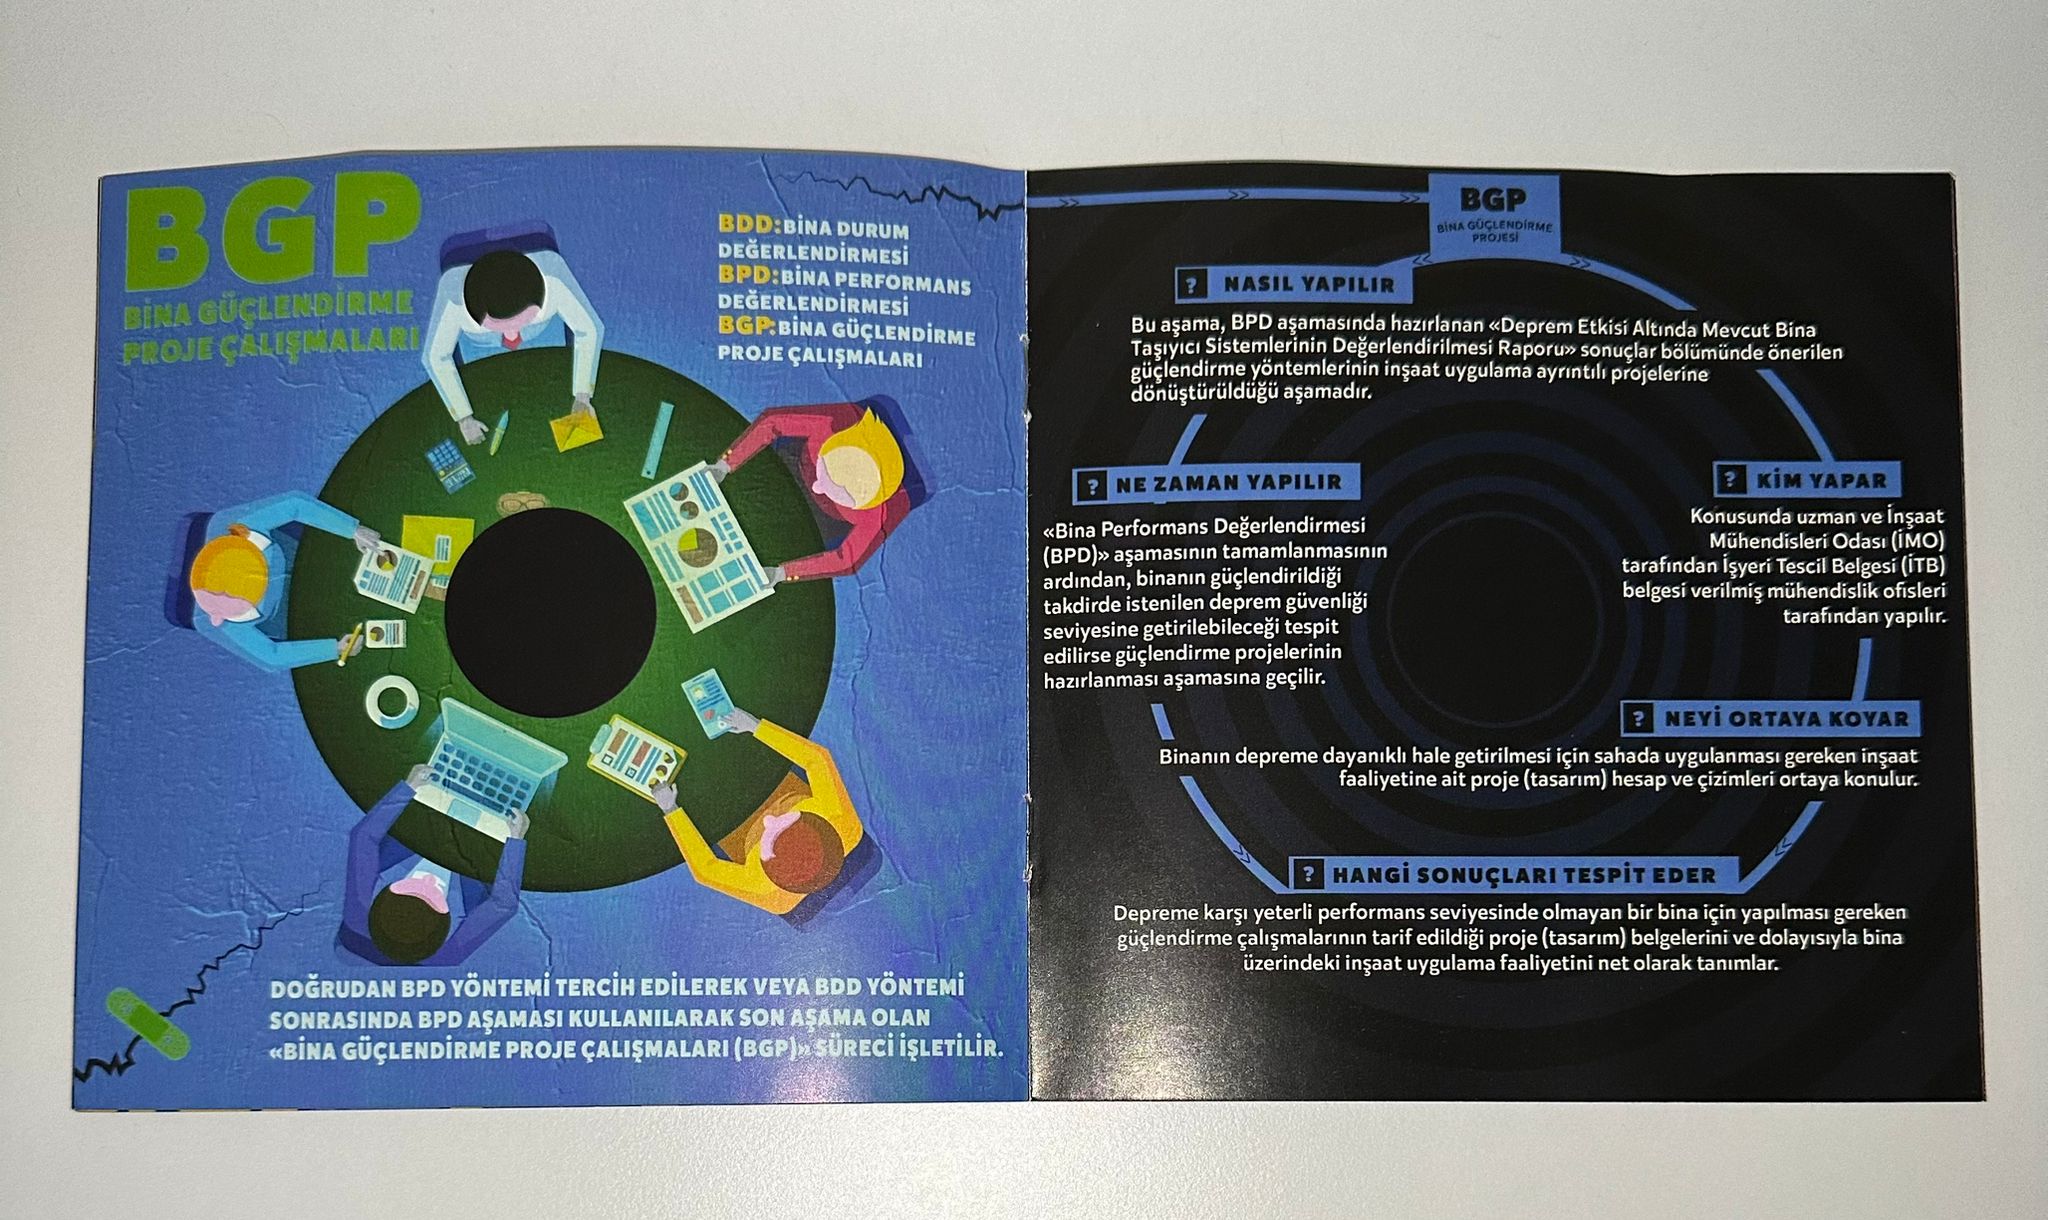 BGP
BİNA GÜÇLENDİRME
PROJE ÇALIŞMALARI
BDD:BİNA DURUM
DEĞERLENDİRMESİ
BPD:BİNA PERFORMANS
DEĞERLENDİRMESİ
BGP:BİNA GÜÇLENDİRME
PROJE ÇALIŞMALARI
DOĞRUDAN BPD YÖNTEMİ TERCİH EDİLEREK VEYA BDD YÖNTEMİ
SONRASINDA BPD AŞAMASI KULLANILARAK SON AŞAMA OLAN
«BİNA GÜÇLENDİRME PROJE ÇALIŞMALARI (BGP)» SÜRECİ İŞLETİLİR.
BGP
BİNA GÜÇLENDİRME
PROJESİ
? NASIL YAPILIR
Bu aşama, BPD aşamasında hazırlanan «Deprem Etkisi Altında Mevcut Bina
Taşıyıcı Sistemlerinin Değerlendirilmesi Raporu» sonuçlar bölümünde önerilen
güçlendirme yöntemlerinin inşaat uygulama ayrıntılı projelerine
dönüştürüldüğü aşamadır.
? NE ZAMAN YAPILIR
«Bina Performans Değerlendirmesi
(BPD)» aşamasının tamamlanmasının
ardından, binanın güçlendirildiği
takdirde istenilen deprem güvenliği
seviyesine getirilebileceği tespit
edilirse güçlendirme projelerinin
hazırlanması aşamasına geçilir.
? KİM YAPAR
Konusunda uzman ve İnşaat
Mühendisleri Odası (İMO)
tarafından İşyeri Tescil Belgesi (İTB)
belgesi verilmiş mühendislik ofisleri
tarafından yapılır.
? NEYİ ORTAYA KOYAR
Binanın depreme dayanıklı hale getirilmesi için sahada uygulanması gereken inşaat
faaliyetine ait proje (tasarım) hesap ve çizimleri ortaya konulur.
? HANGİ SONUÇLARI TESPİT EDER
Depreme karşı yeterli performans seviyesinde olmayan bir bina için yapılması gereken
güçlendirme çalışmalarının tarif edildiği proje (tasarım) belgelerini ve dolayısıyla bina
üzerindeki inşaat uygulama faaliyetini net olarak tanımlar.